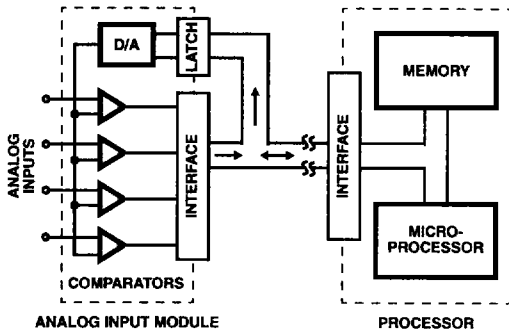 D/A
LATCH
MEMORY
ANALOG
INPUTS
INTERFACE
INTERFACE
MICRO-
PROCESSOR
COMPARATORS
ANALOG INPUT MODULE
PROCESSOR